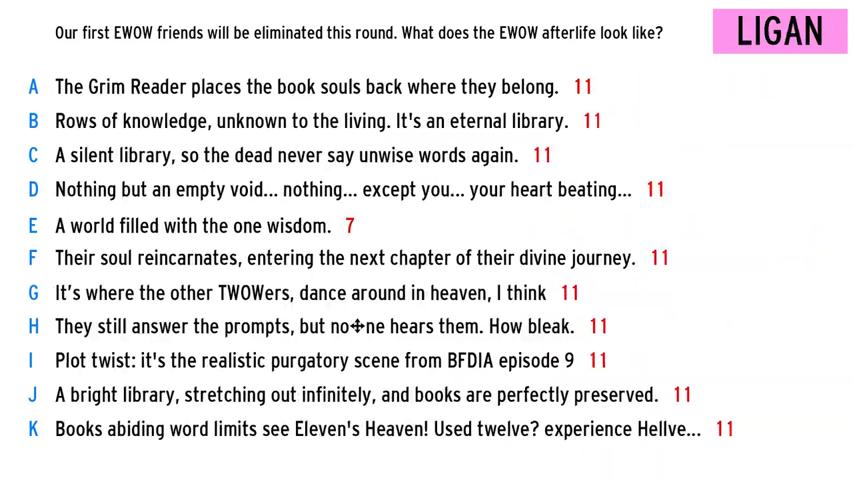 Our first EWOW friends will be eliminated this round. What does the EWOW afterlife look like?
LIGAN
A The Grim Reader places the book souls back where they belong. 11
B Rows of knowledge, unknown to the living. It's an eternal library. 11
C A silent library, so the dead never say unwise words again. 11
D Nothing but an empty void... nothing... except you... your heart beating... 11
E A world filled with the one wisdom. 7
F Their soul reincarnates, entering the next chapter of their divine journey. 11
G It’s where the other TWOWers, dance around in heaven, I think 11
H They still answer the prompts, but no✢ne hears them. How bleak. 11
I Plot twist: it's the realistic purgatory scene from BFDIA episode 9 11
J A bright library, stretching out infinitely, and books are perfectly preserved. 11
K Books abiding word limits see Eleven's Heaven! Used twelve? experience Hellve... 11